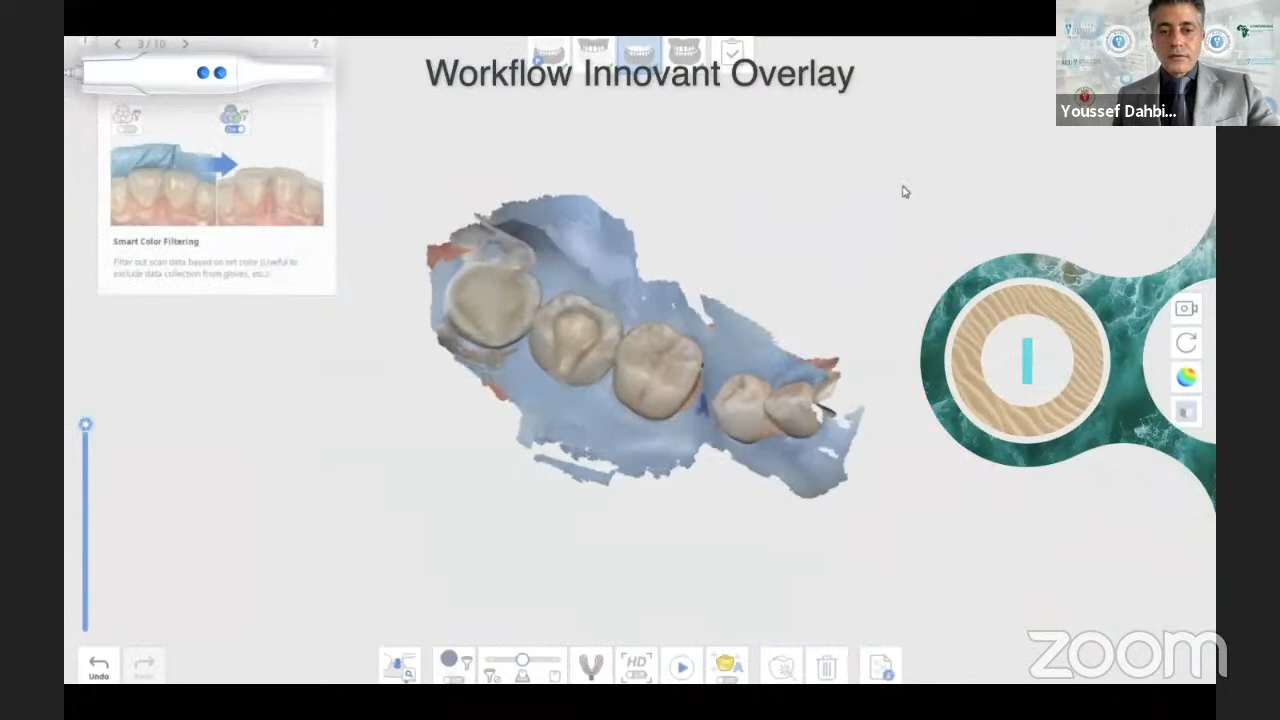 3 / 10
?
Workflow Innovant Overlay
Youssef Dahbi...
Smart Color Filtering
Filter out scan data based on set color (Useful to
exclude data collection from gloves, etc.).
Undo
HD
A
zoom